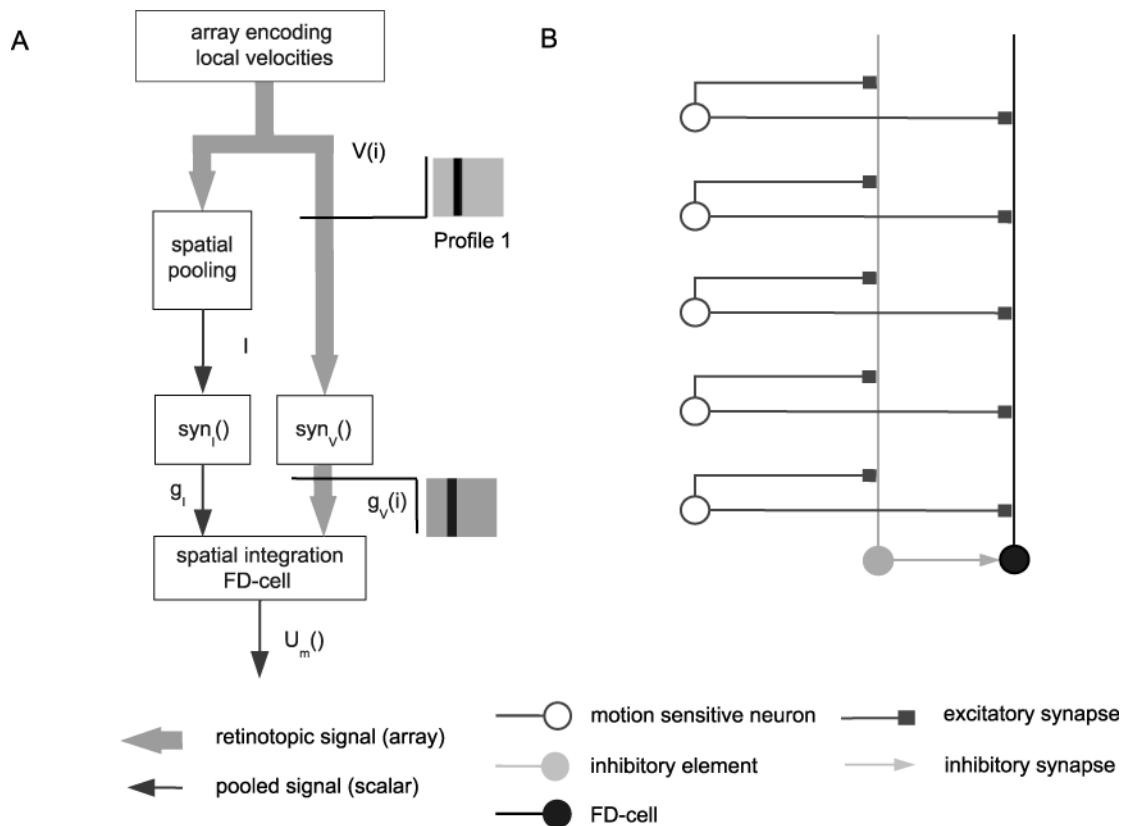 A
array encoding
local velocities
V(i)
Profile 1
spatial
pooling
I
syn_I()
syn_V()
g_I
g_V(i)
spatial integration
FD-cell
U_m()
retinotopic signal (array)
pooled signal (scalar)
B
motion sensitive neuron
excitatory synapse
inhibitory element
inhibitory synapse
FD-cell